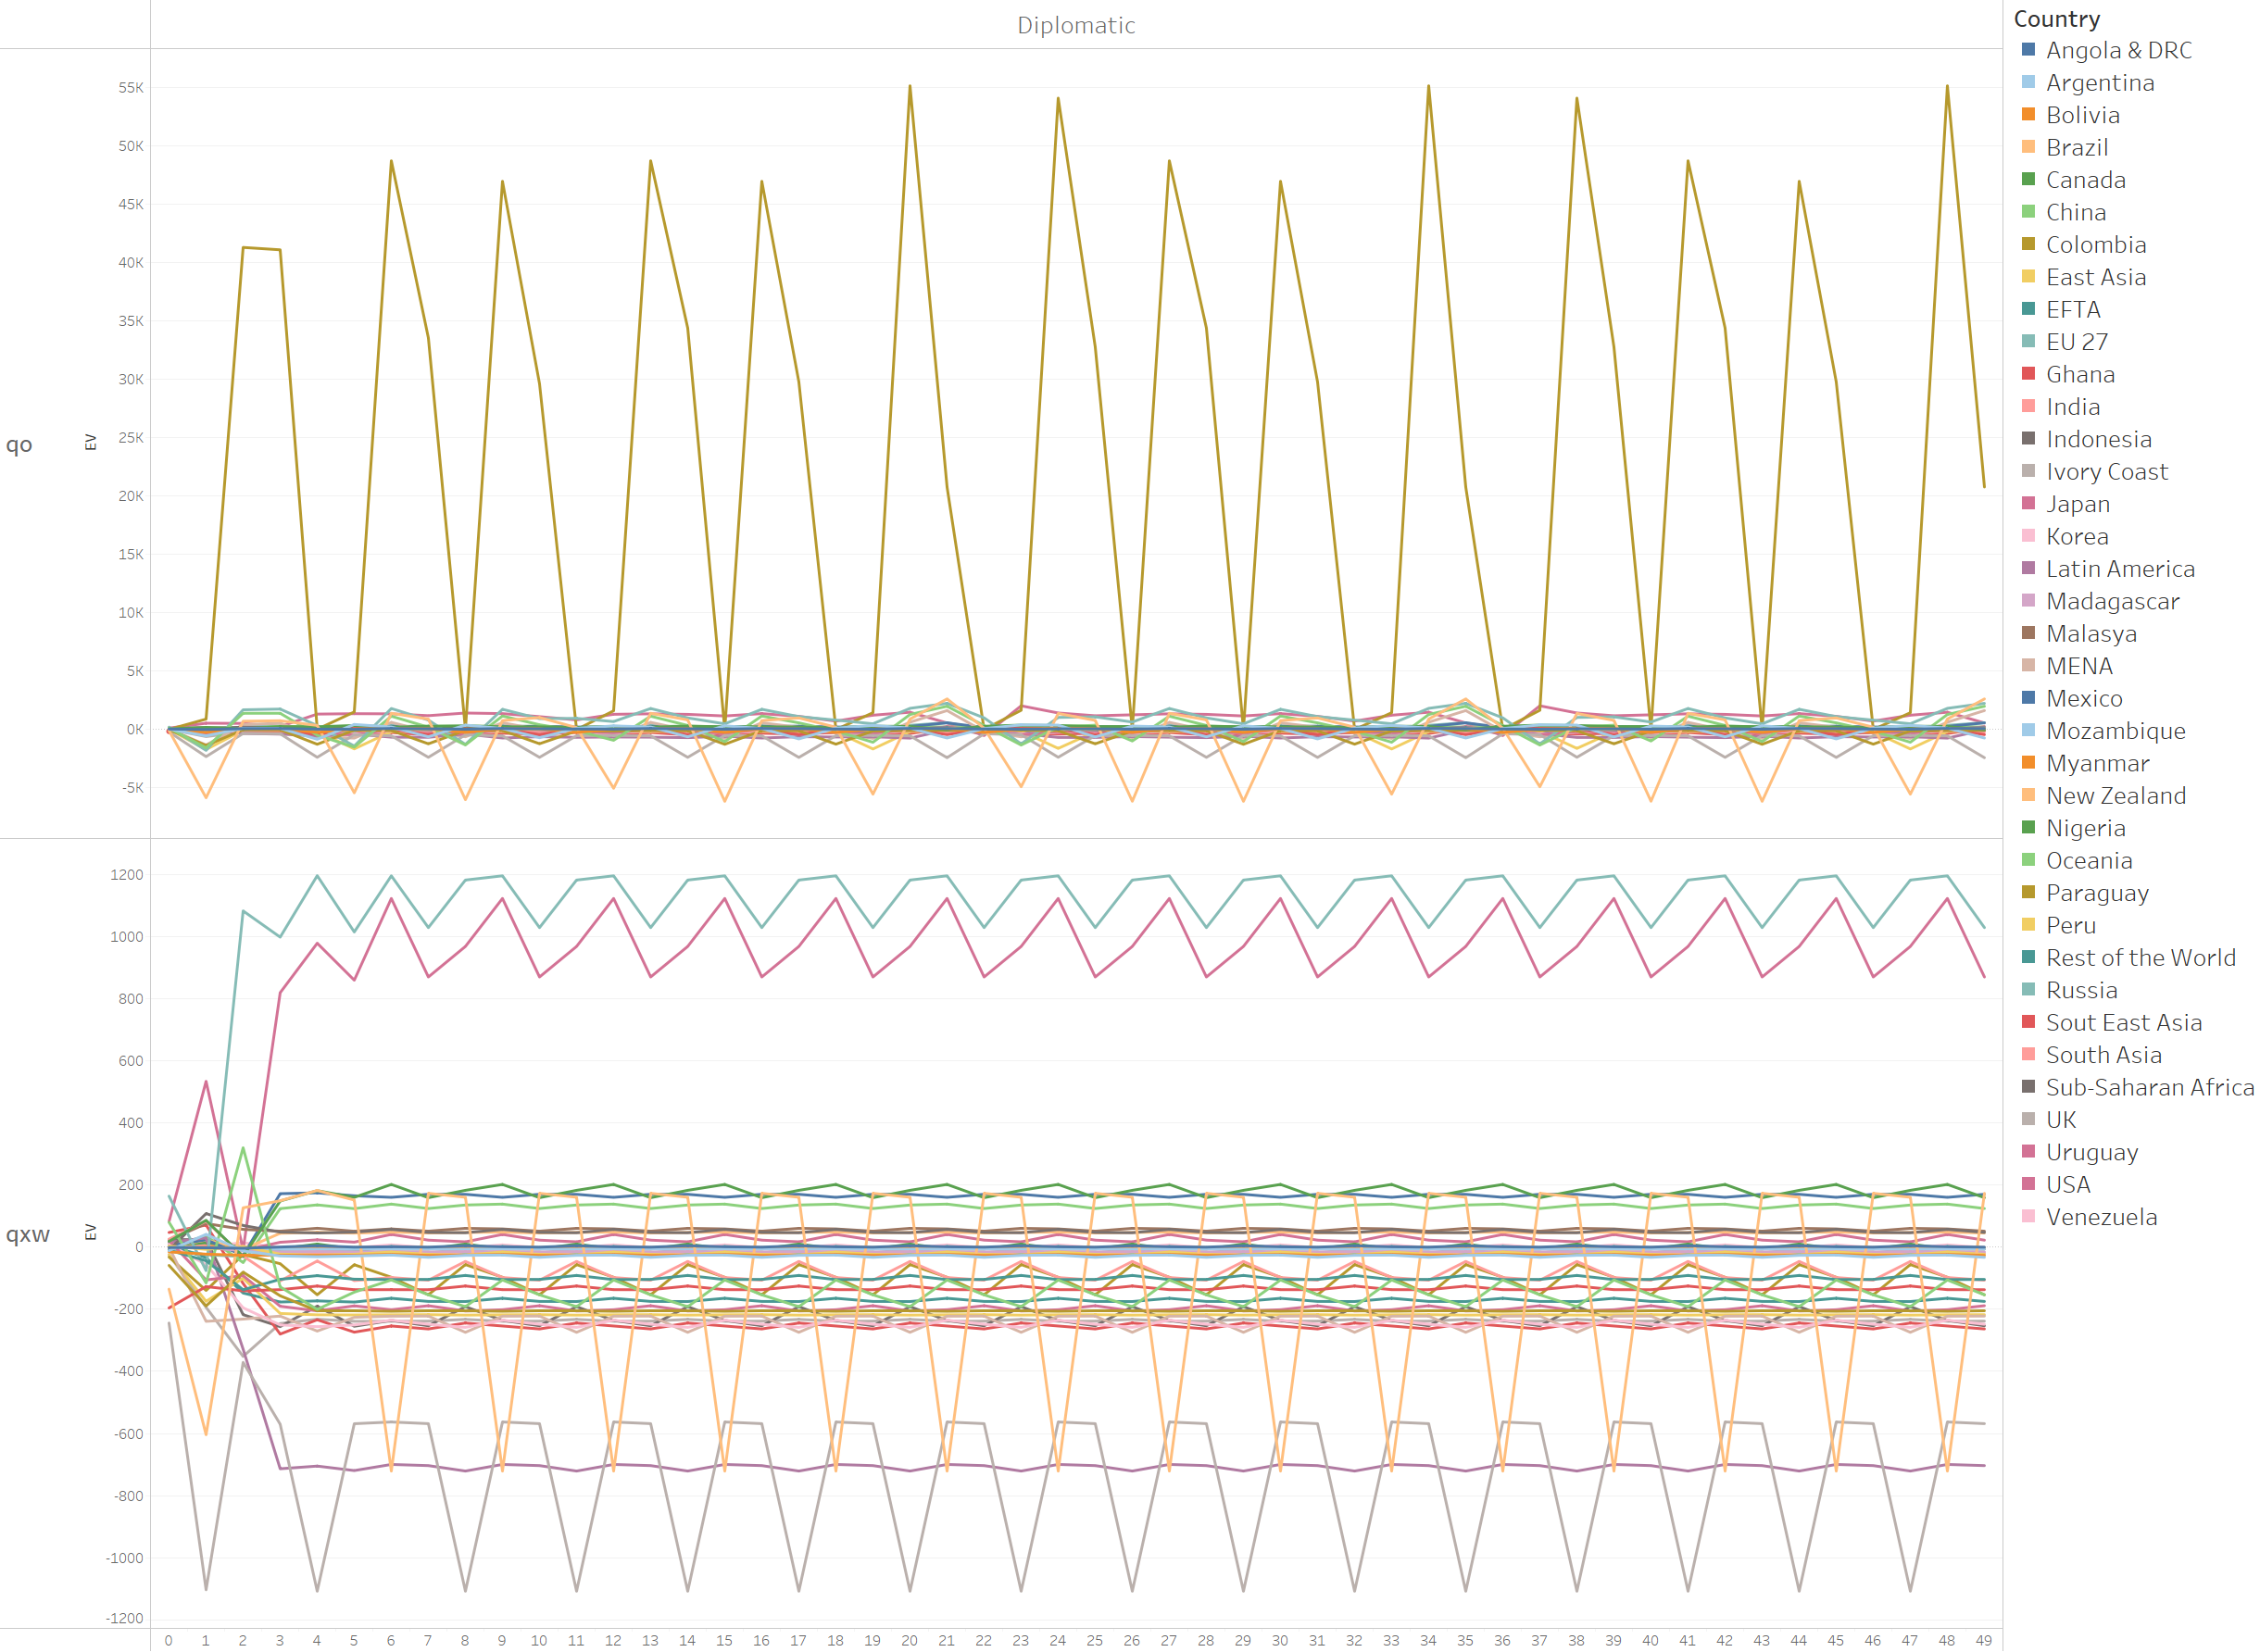 Diplomatic
qo
EV
55K
50K
45K
40K
35K
30K
25K
20K
15K
10K
5K
0K
-5K
qxw
EV
1200
1000
800
600
400
200
0
-200
-400
-600
-800
-1000
-1200
0 1 2 3 4 5 6 7 8 9 10 11 12 13 14 15 16 17 18 19 20 21 22 23 24 25 26 27 28 29 30 31 32 33 34 35 36 37 38 39 40 41 42 43 44 45 46 47 48 49
Country
Angola & DRC
Argentina
Bolivia
Brazil
Canada
China
Colombia
East Asia
EFTA
EU 27
Ghana
India
Indonesia
Ivory Coast
Japan
Korea
Latin America
Madagascar
Malasya
MENA
Mexico
Mozambique
Myanmar
New Zealand
Nigeria
Oceania
Paraguay
Peru
Rest of the World
Russia
Sout East Asia
South Asia
Sub-Saharan Africa
UK
Uruguay
USA
Venezuela